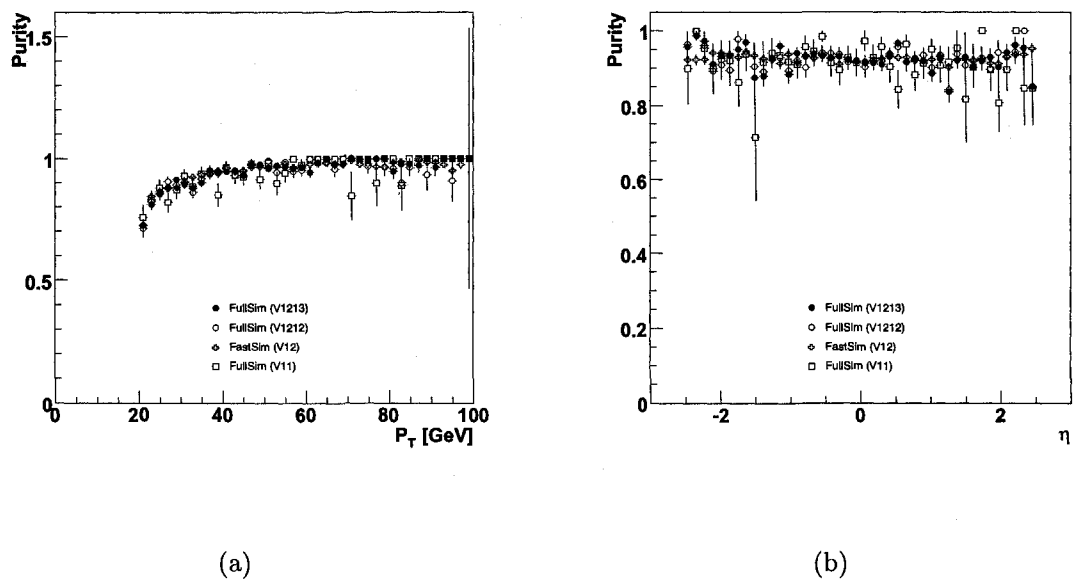 Purity
1.5
1
0.5
0
0
20
40
60
80
100
P_T [GeV]
FullSim (V1213)
FullSim (V1212)
FastSim (V12)
FullSim (V11)
(a)
Purity
1
0.8
0.6
0.4
0.2
0
-2
0
2
η
FullSim (V1213)
FullSim (V1212)
FastSim (V12)
FullSim (V11)
(b)